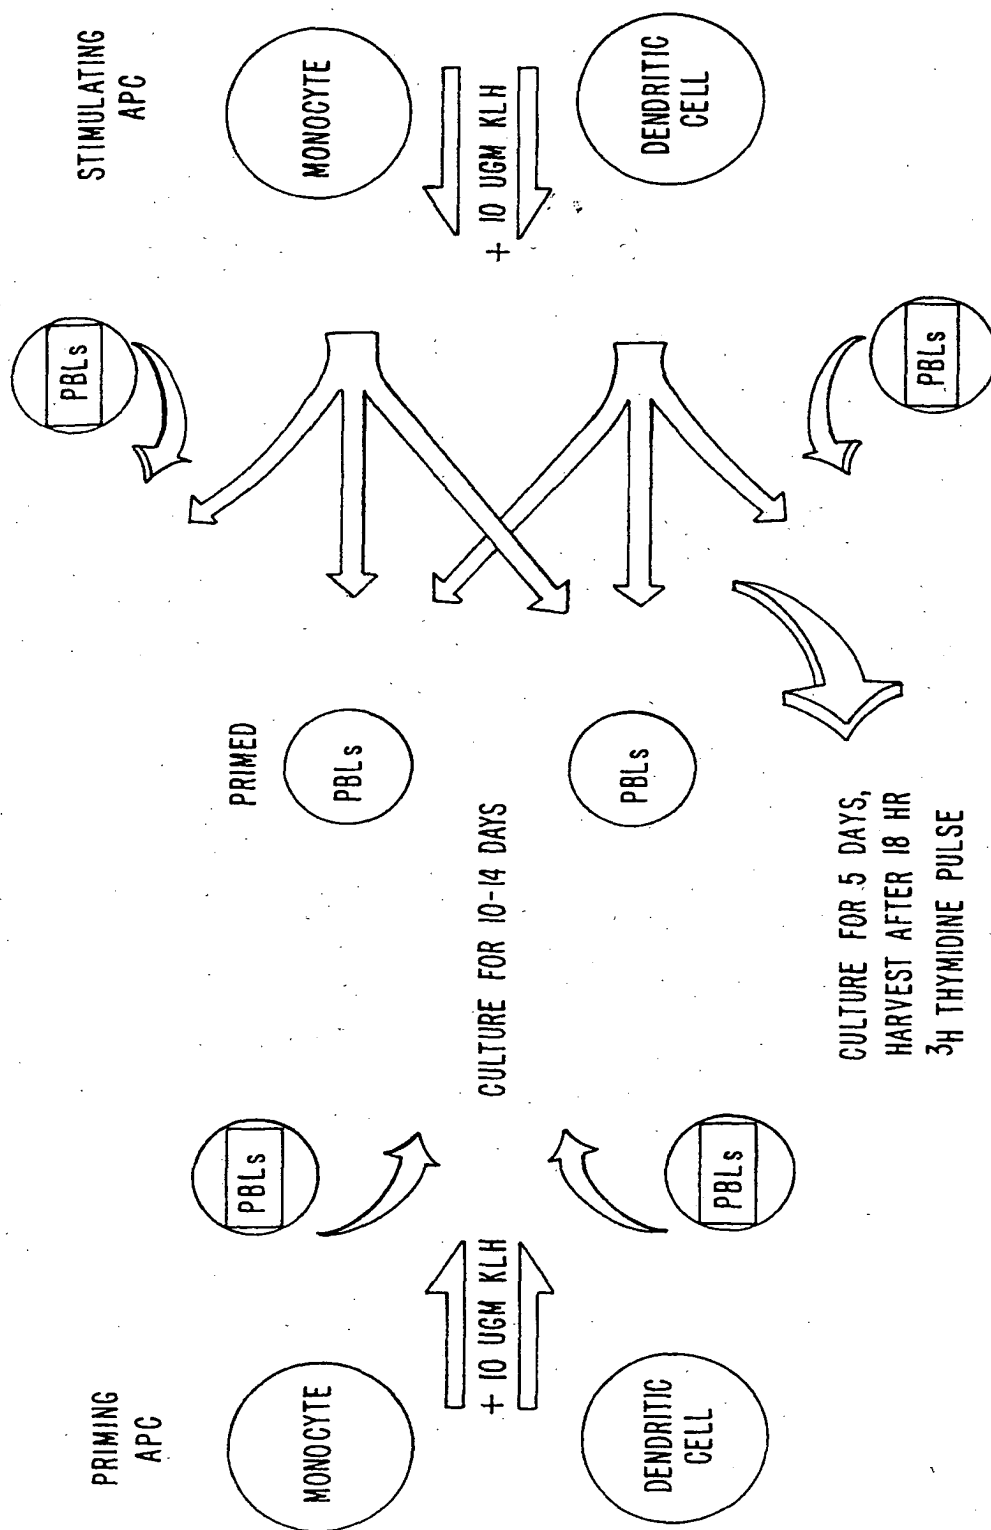 PRIMING
APC
MONOCYTE
+ 10 UGM KLH
DENDRITIC
CELL
PBLs
PBLs
CULTURE FOR 10-14 DAYS
PRIMED
PBLs
PBLs
CULTURE FOR 5 DAYS,
HARVEST AFTER 18 HR
³H THYMIDINE PULSE
PBLs
PBLs
STIMULATING
APC
MONOCYTE
+ 10 UGM KLH
DENDRITIC
CELL